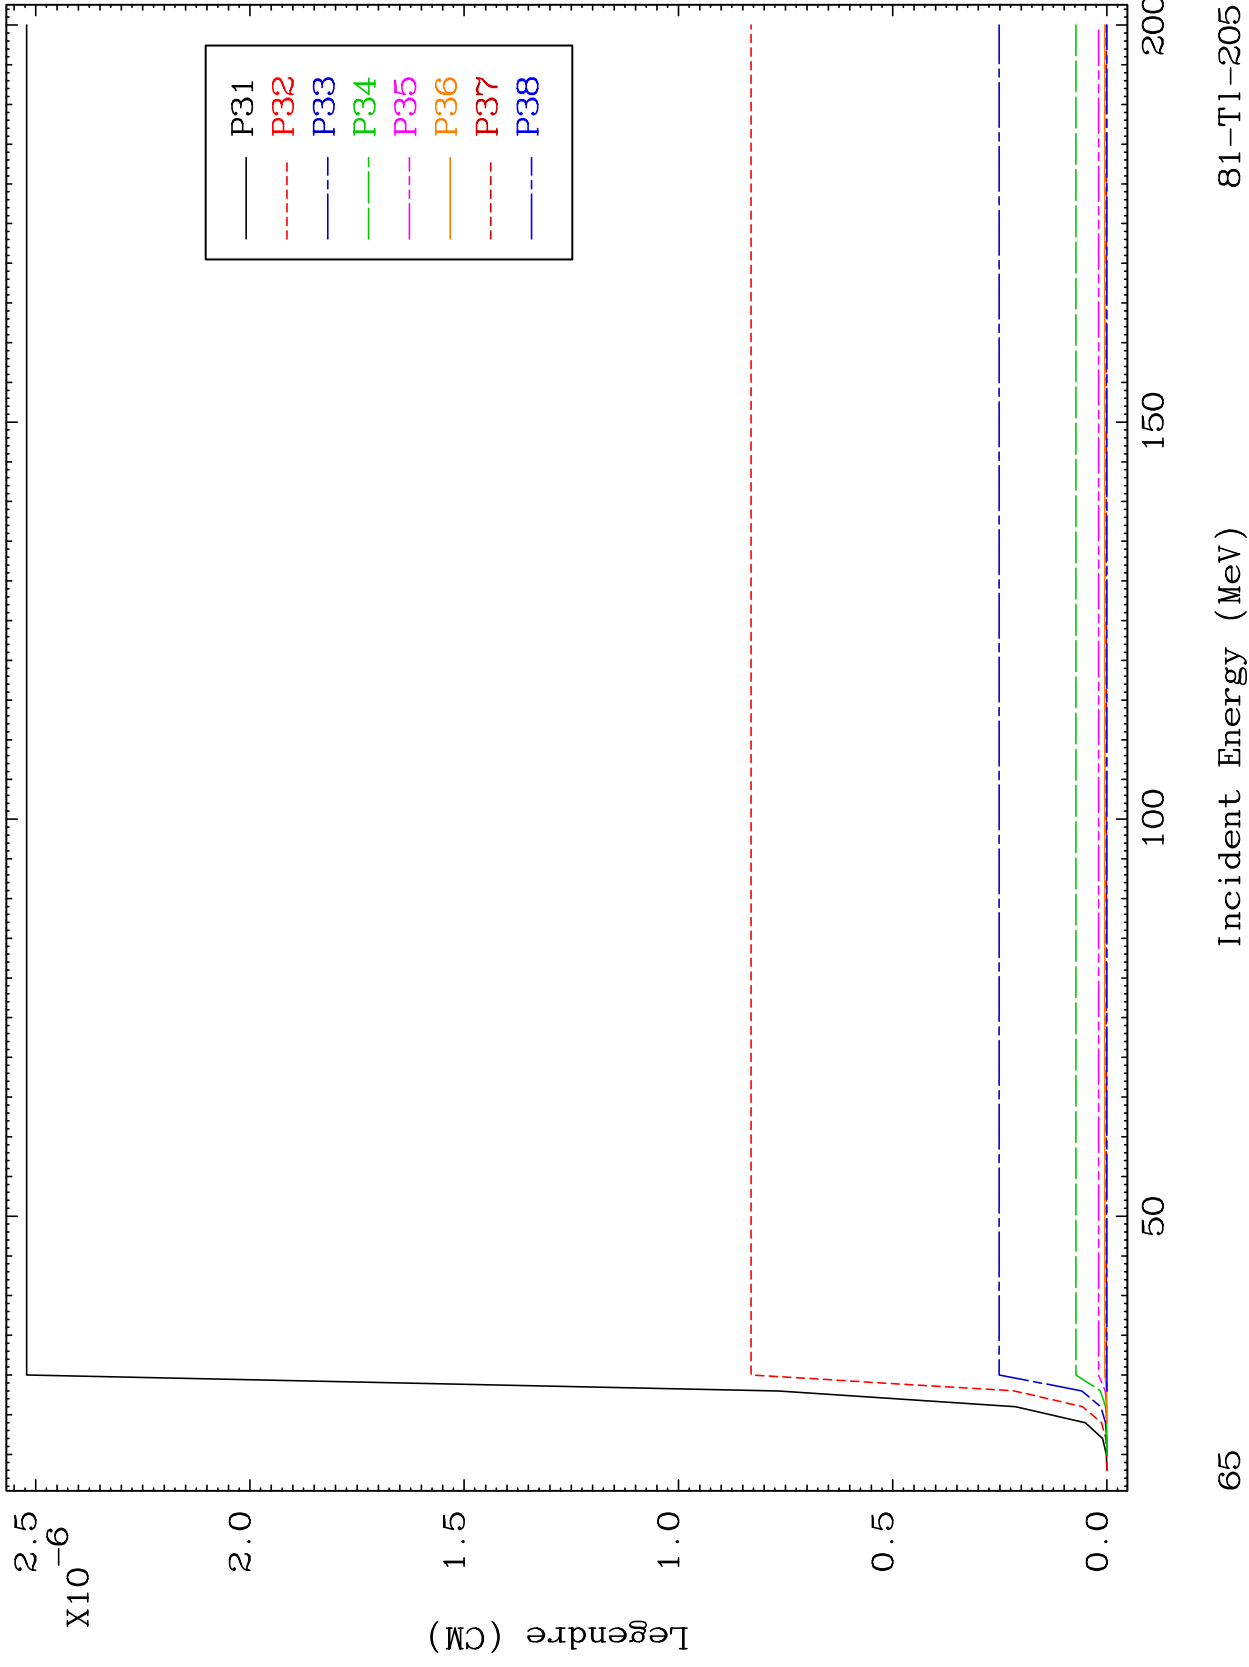 2.5
X10-6
2.0
1.5
1.0
0.5
0.0
Legendre (CM)
P31
P32
P33
P34
P35
P36
P37
P38
50
100
150
200
Incident Energy (MeV)
65
81-Tl-205